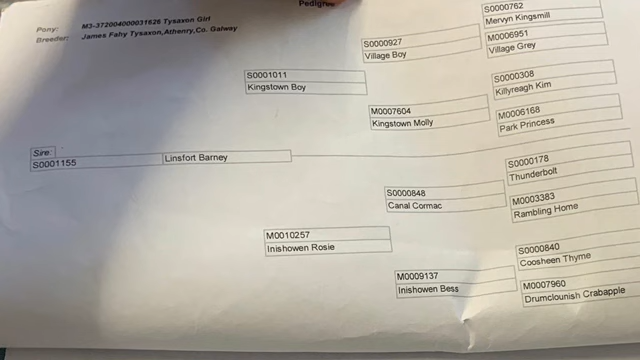 Pedigree
Pony: M3-372004000031626 Tysaxon Girl
Breeder: James Fahy Tysaxon,Athenry,Co. Galway
S0000762
Mervyn Kingsmill
S0000927
Village Boy
M0006951
Village Grey
S0001011
Kingstown Boy
S0000308
Killyreagh Kim
M0007604
Kingstown Molly
M0006168
Park Princess
Sire:
S0001155 Linsfort Barney
S0000178
Thunderbolt
S0000848
Canal Cormac
M0003383
Rambling Home
M0010257
Inishowen Rosie
S0000840
Coosheen Thyme
M0009137
Inishowen Bess
M0007960
Drumclounish Crabapple